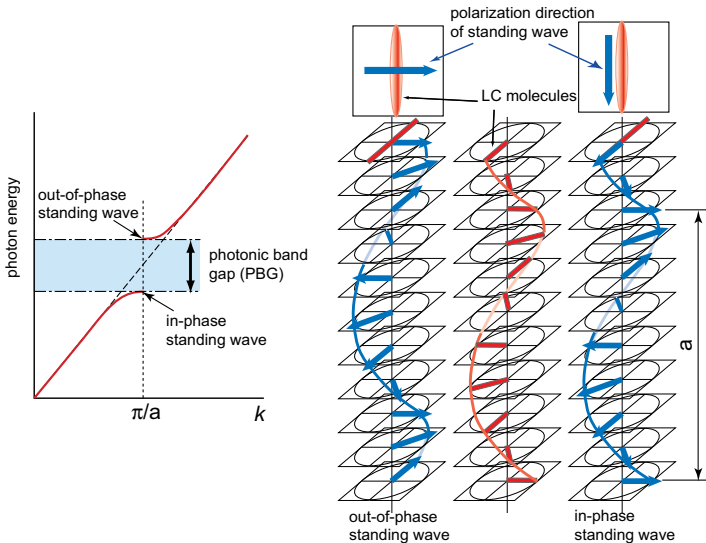 polarization direction
of standing wave
LC molecules
photon energy
out-of-phase
standing wave
photonic band
gap (PBG)
in-phase
standing wave
π/a
k
a
out-of-phase
standing wave
in-phase
standing wave